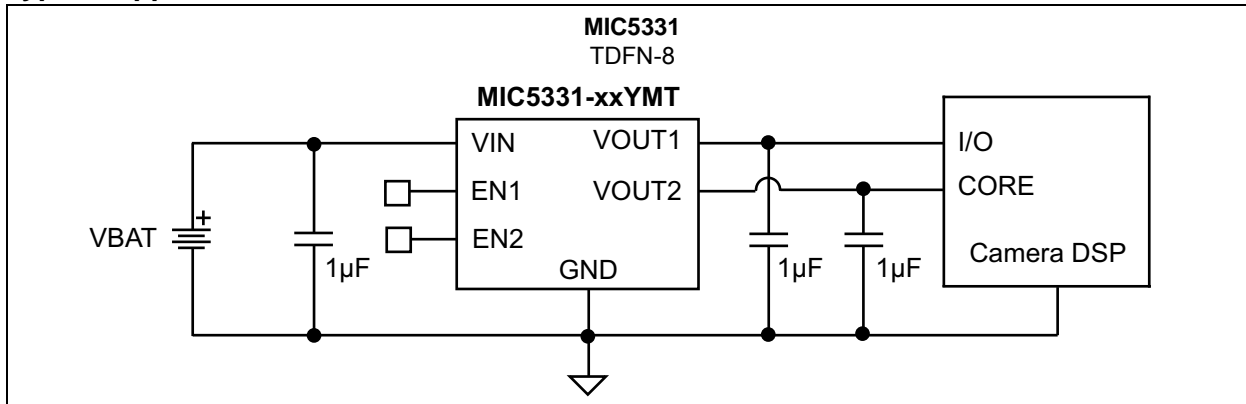 MIC5331
TDFN-8
MIC5331-xxYMT
VIN
VOUT1
I/O
EN1
VOUT2
CORE
VBAT
+
EN2
1µF
GND
1µF
1µF
Camera DSP